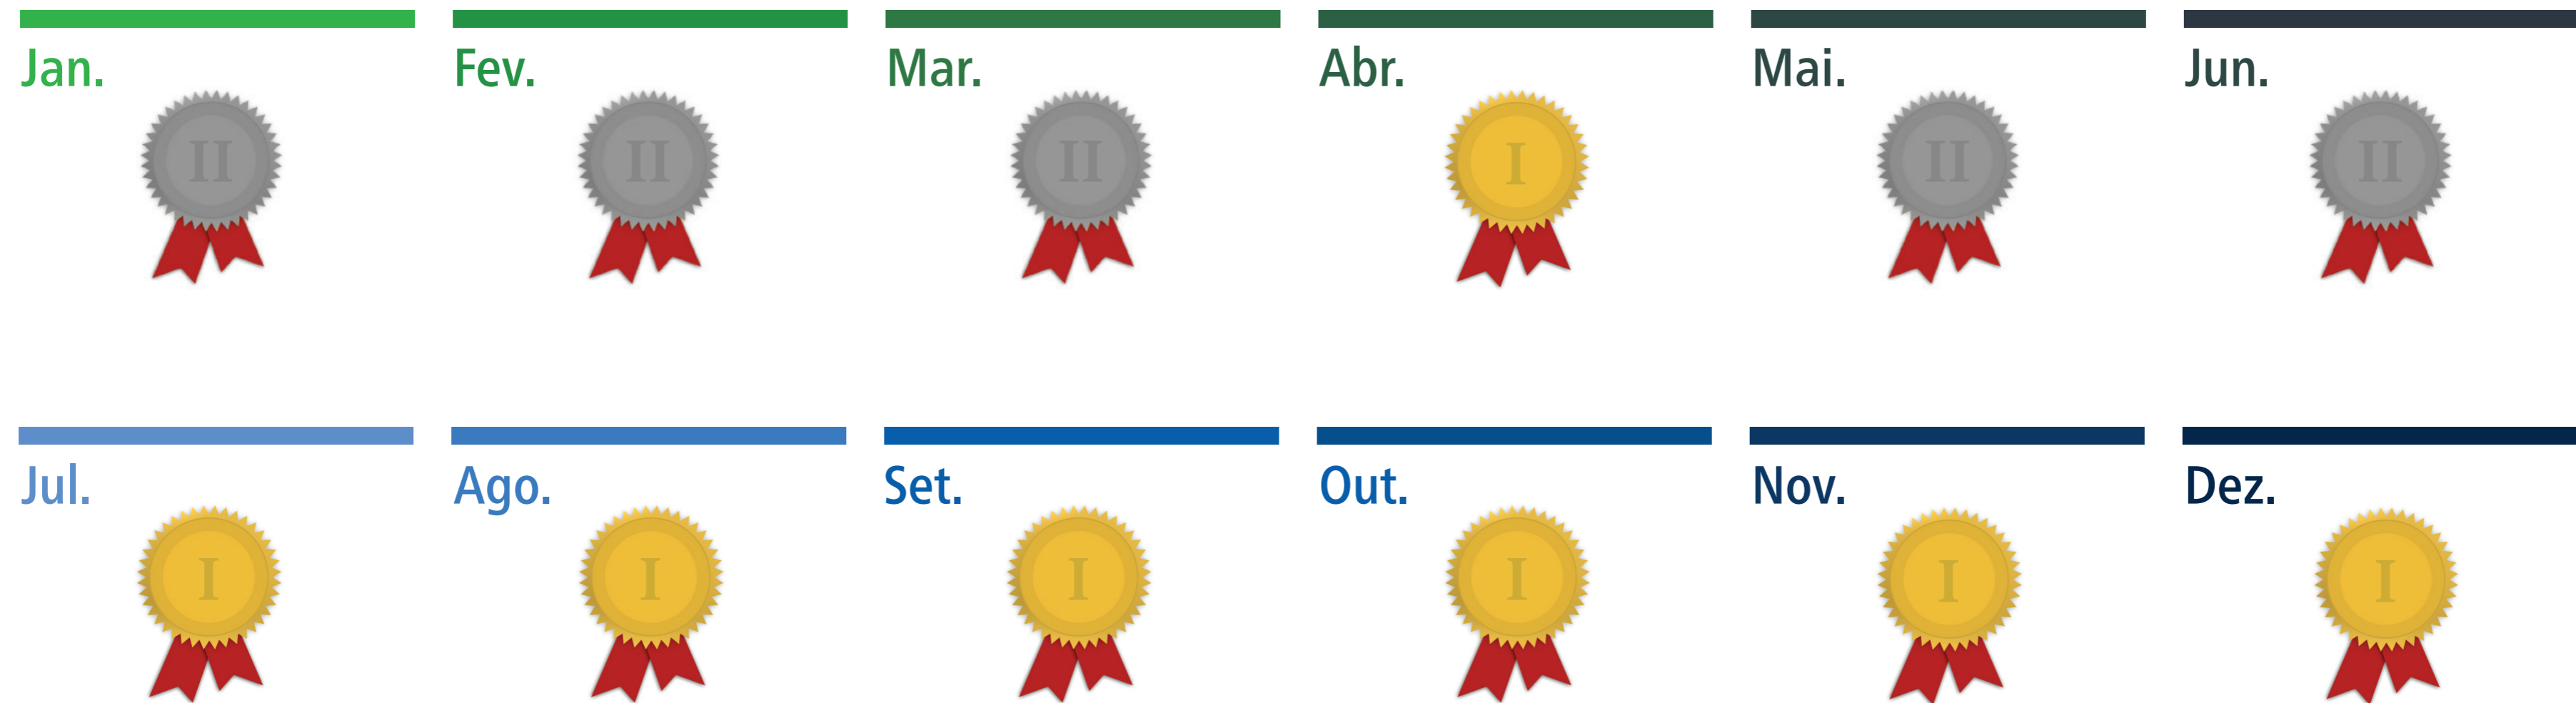 Jan. Fev. Mar. Abr. Mai. Jun.
II II II I II II
Jul. Ago. Set. Out. Nov. Dez.
I I I I I I